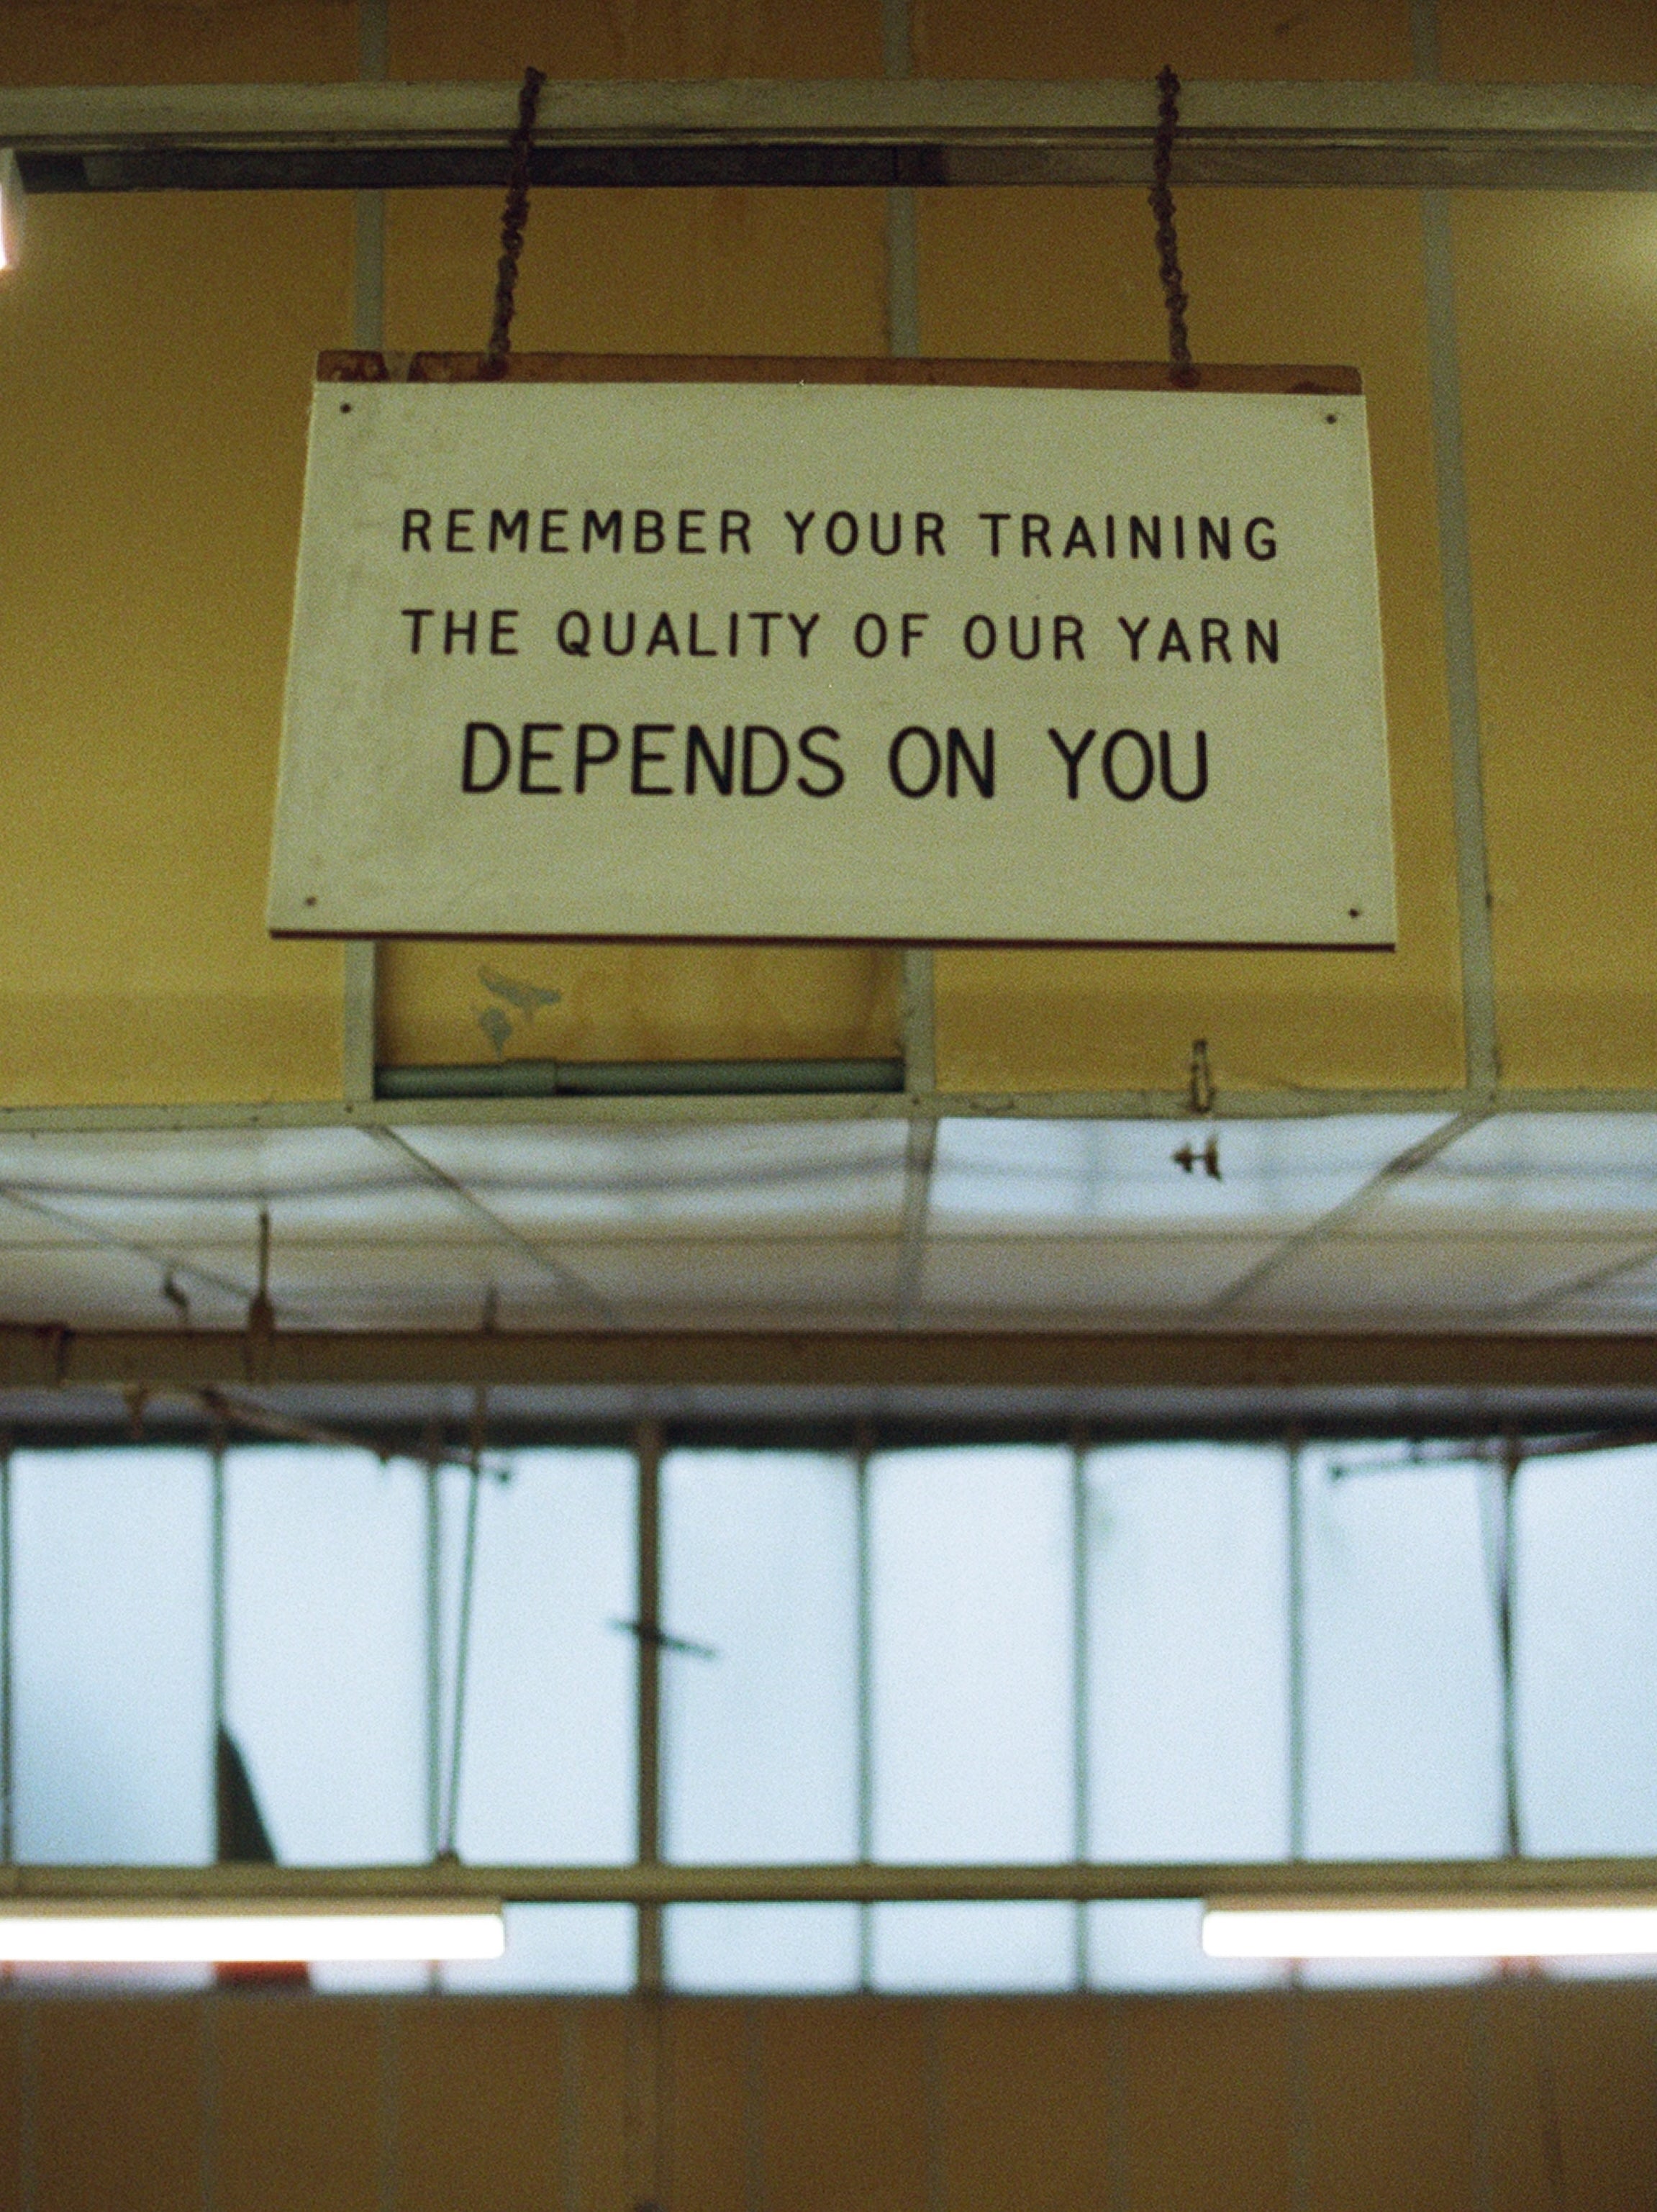 REMEMBER YOUR TRAINING
THE QUALITY OF OUR YARN
DEPENDS ON YOU